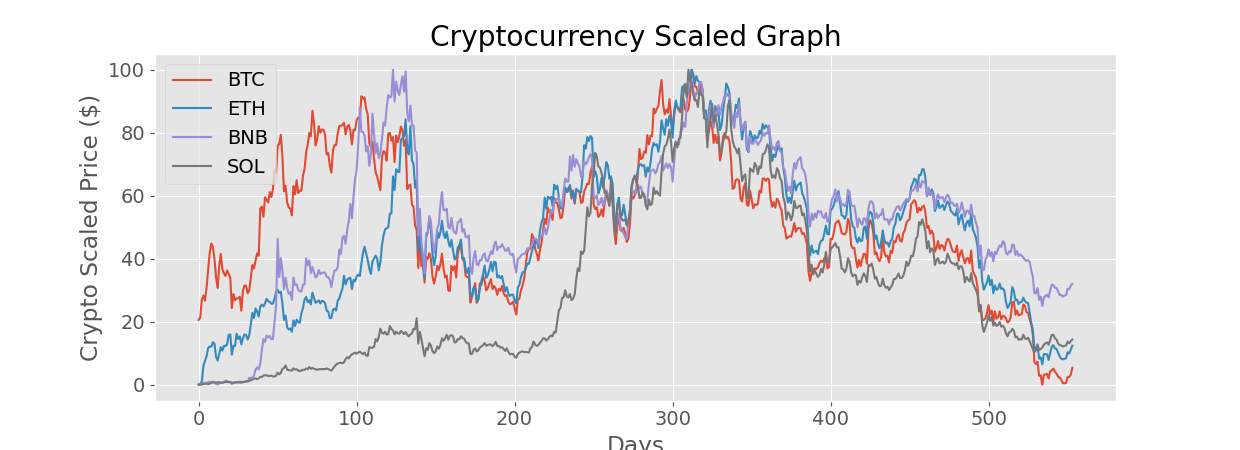 Cryptocurrency Scaled Graph
Crypto Scaled Price ($)
100
80
60
40
20
0
BTC
ETH
BNB
SOL
0
100
200
300
400
500
Days